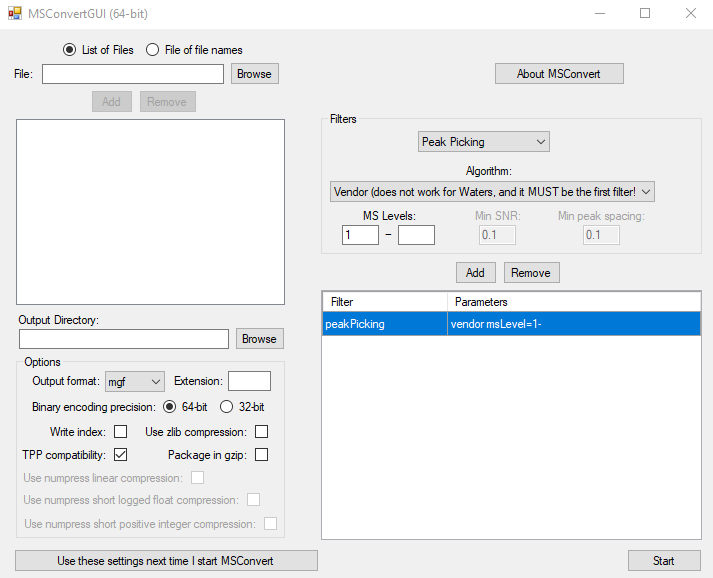 MSConvertGUI (64-bit)
List of Files File of file names
File: Browse
About MSConvert
Add Remove
Filters
Peak Picking
Algorithm:
Vendor (does not work for Waters, and it MUST be the first filter!
MS Levels: Min SNR: Min peak spacing:
1 – 0.1 0.1
Add Remove
Filter Parameters
peakPicking vendor msLevel=1-
Output Directory:
Browse
Options
Output format: mgf Extension:
Binary encoding precision: 64-bit 32-bit
Write index: Use zlib compression:
TPP compatibility: Package in gzip:
Use numpress linear compression:
Use numpress short logged float compression:
Use numpress short positive integer compression:
Use these settings next time I start MSConvert
Start